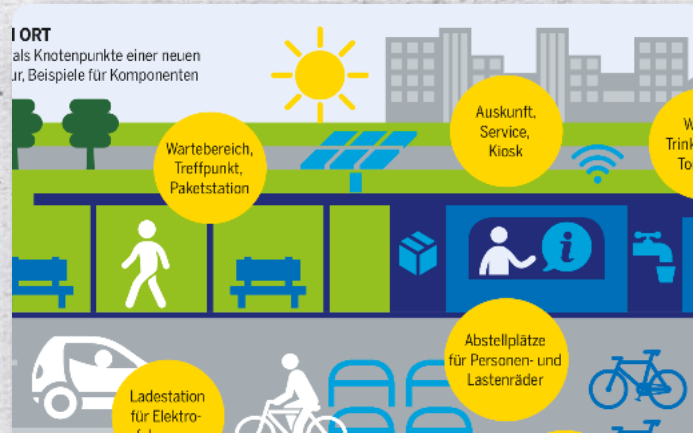 ORT
als Knotenpunkte einer neuen
Beispiele für Komponenten
Wartebereich,
Treffpunkt,
Paketstation
Auskunft,
Service,
Kiosk
i
Abstellplätze
für Personen- und
Lastenräder
Ladestation
für Elektro-